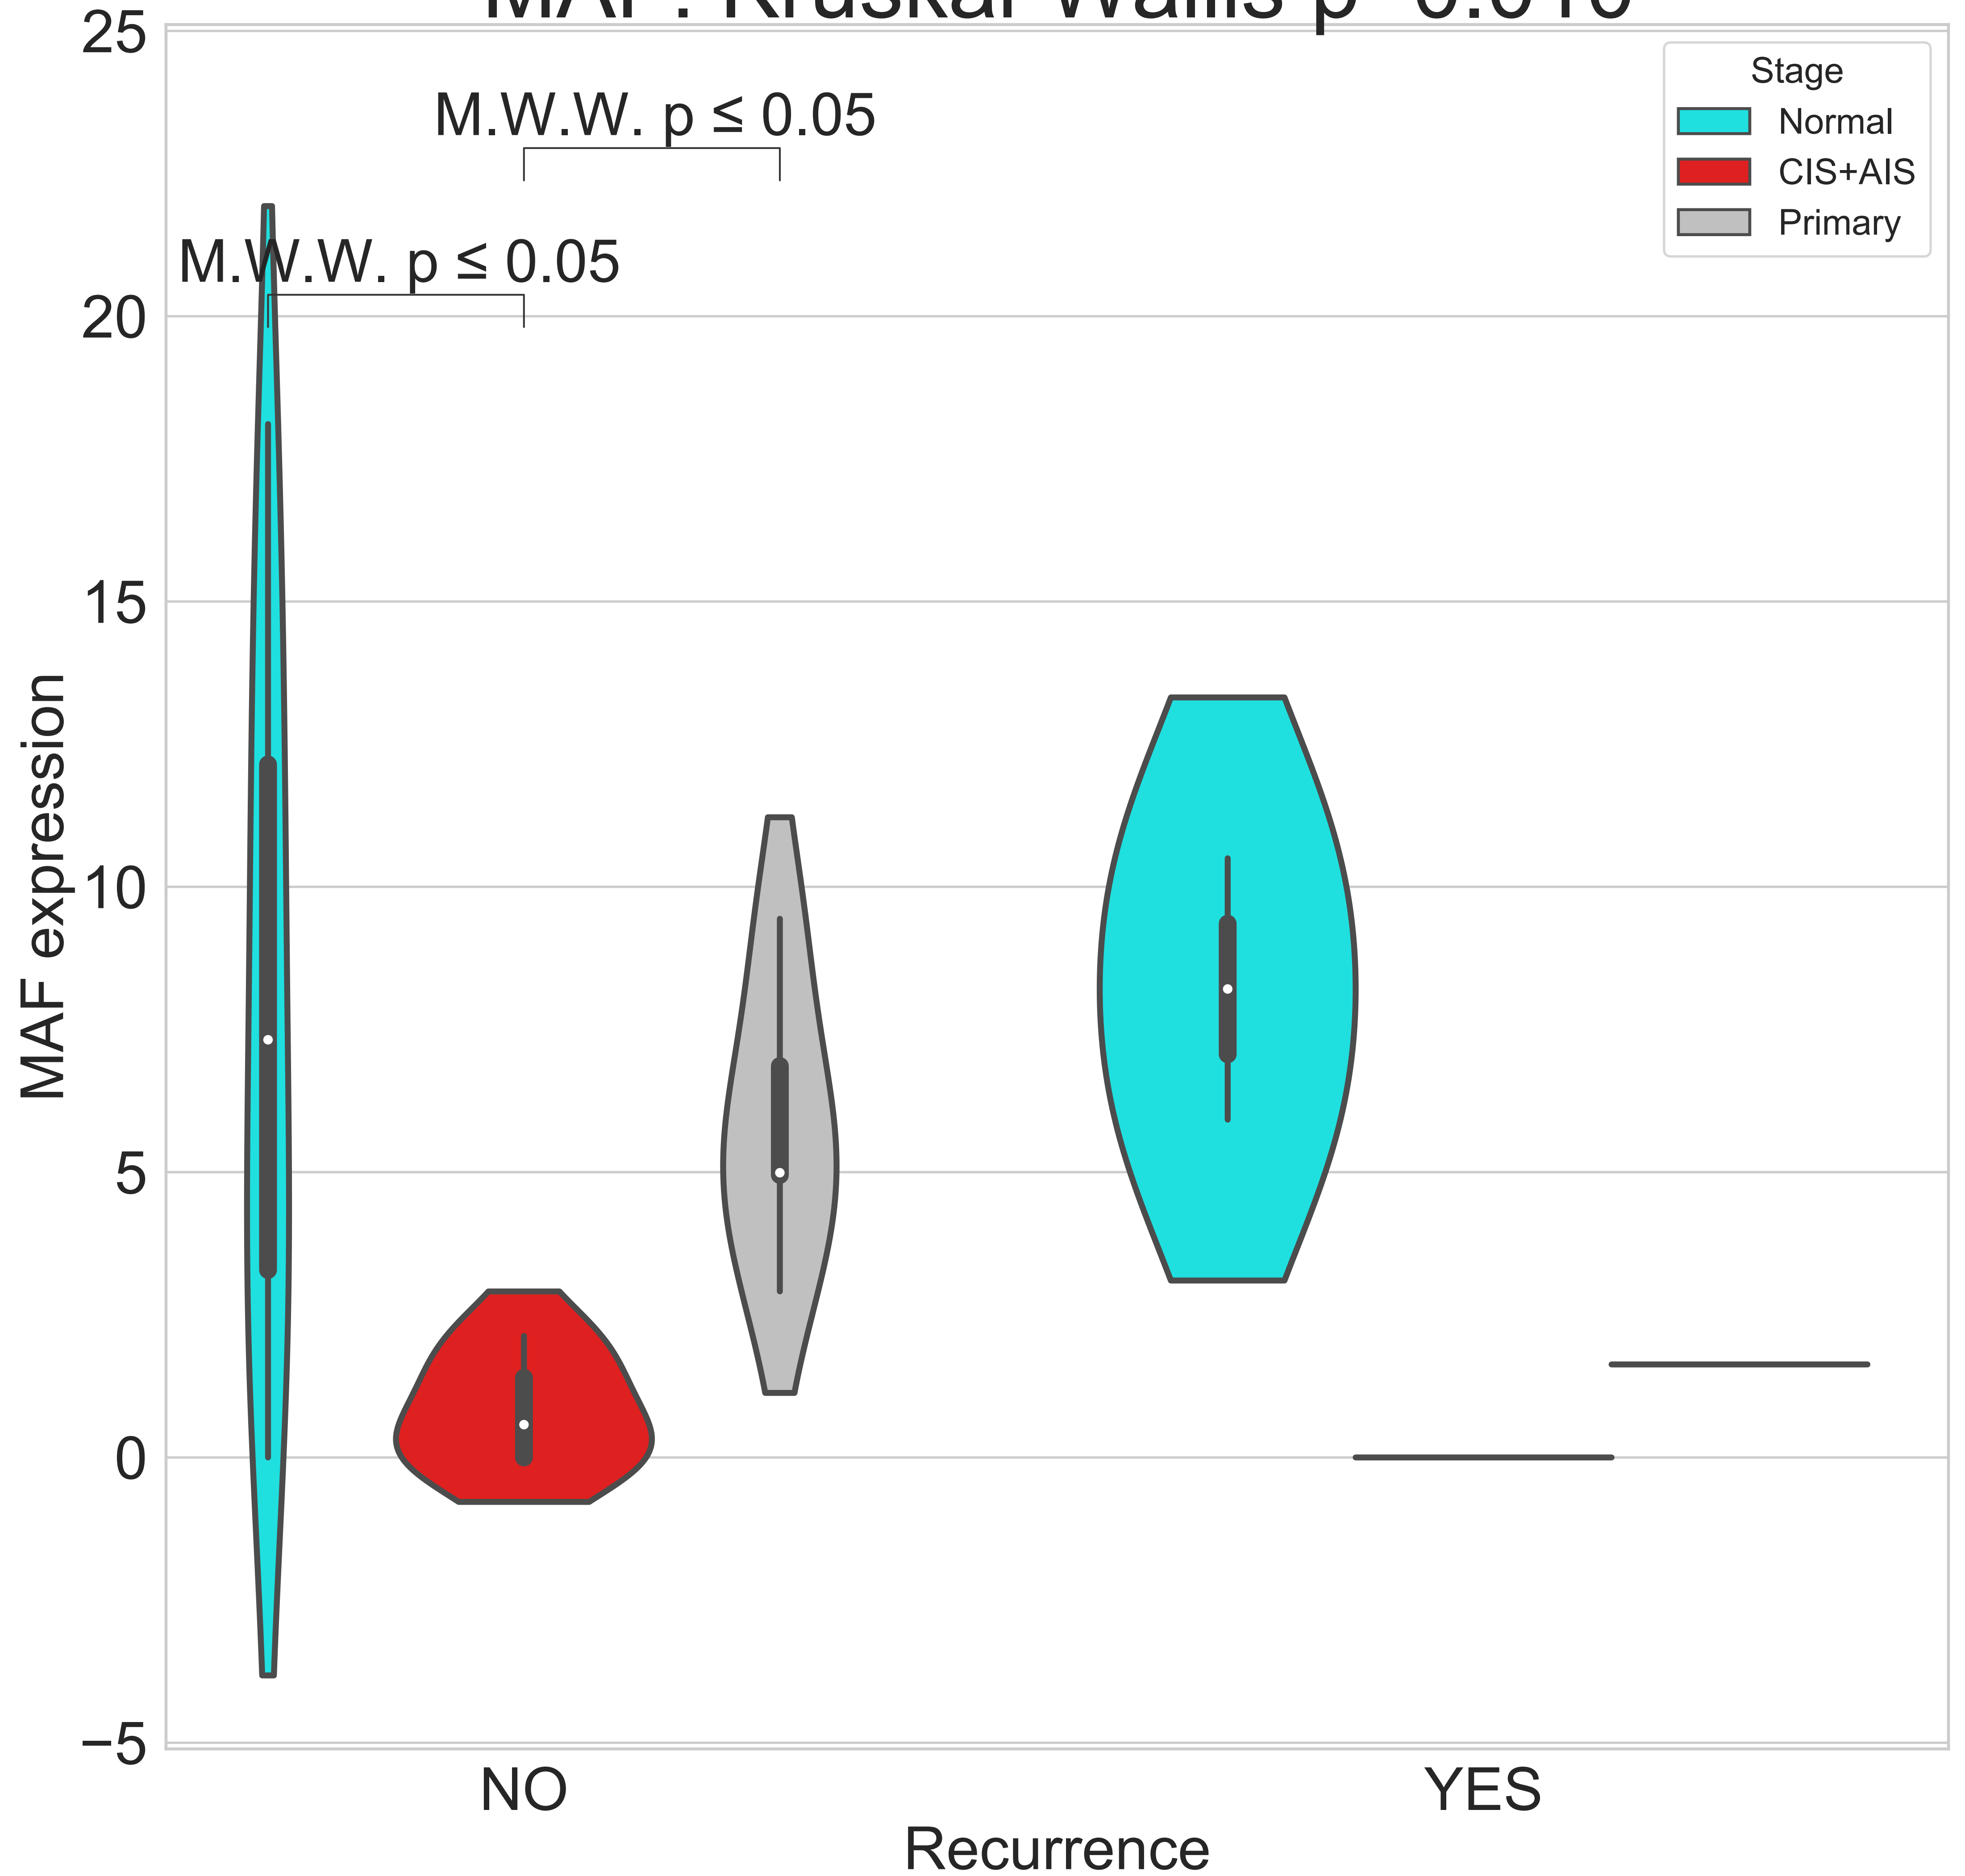 25
20
15
10
5
0
−5
MAF expression
M.W.W. p ≤ 0.05
M.W.W. p ≤ 0.05
Stage
Normal
CIS+AIS
Primary
NO
YES
Recurrence